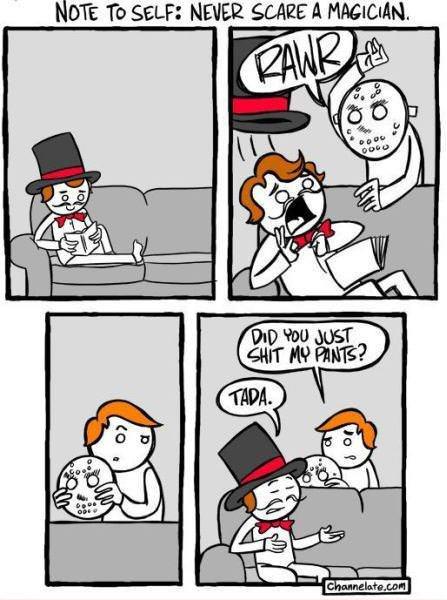 NOTE TO SELF: NEVER SCARE A MAGICIAN.
RAWR
DID YOU JUST
SHIT MY PANTS?
TADA.
Channelate.com